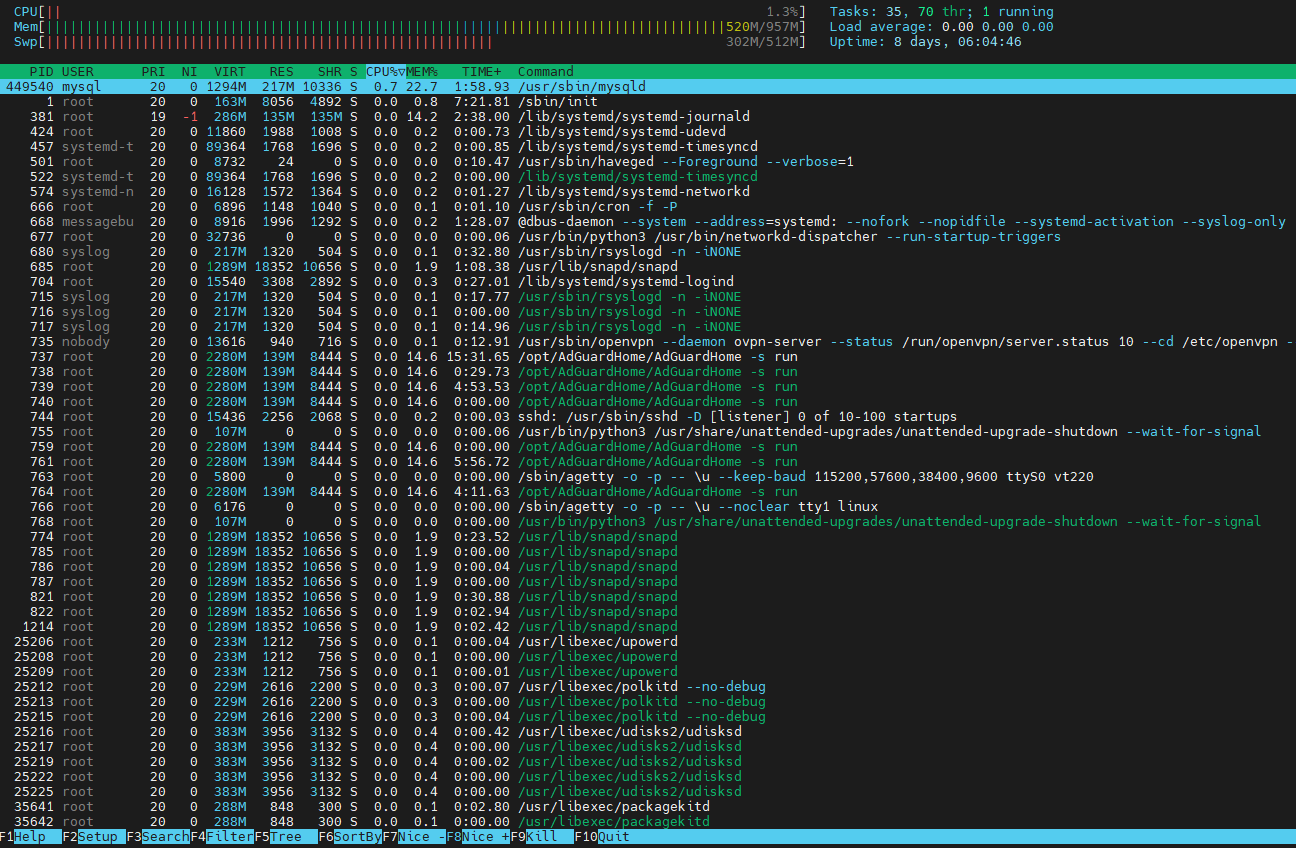 CPU[|| 1.3%] Tasks: 35, 70 thr; 1 running
Mem[||||||||||||||||||||||||||||||||||||||||||||||||||||||||||||||||||||||||||||||||||||520M/957M] Load average: 0.00 0.00 0.00
Swp[|||||||||||||||||||||||||||||||||||||||||||||||||||||||| 302M/512M] Uptime: 8 days, 06:04:46
PID USER PRI NI VIRT RES SHR S CPU%▽MEM% TIME+ Command
449540 mysql 20 0 1294M 217M 10336 S 0.7 22.7 1:58.93 /usr/sbin/mysqld
1 root 20 0 163M 8056 4892 S 0.0 0.8 7:21.81 /sbin/init
381 root 19 -1 286M 135M 135M S 0.0 14.2 2:38.00 /lib/systemd/systemd-journald
424 root 20 0 11860 1988 1008 S 0.0 0.2 0:00.73 /lib/systemd/systemd-udevd
457 systemd-t 20 0 89364 1768 1696 S 0.0 0.2 0:00.85 /lib/systemd/systemd-timesyncd
501 root 20 0 8732 24 0 S 0.0 0.0 0:10.47 /usr/sbin/haveged --Foreground --verbose=1
522 systemd-t 20 0 89364 1768 1696 S 0.0 0.2 0:00.00 /lib/systemd/systemd-timesyncd
574 systemd-n 20 0 16128 1572 1364 S 0.0 0.2 0:01.27 /lib/systemd/systemd-networkd
666 root 20 0 6896 1148 1040 S 0.0 0.1 0:01.10 /usr/sbin/cron -f -P
668 messagebu 20 0 8916 1996 1292 S 0.0 0.2 1:28.07 @dbus-daemon --system --address=systemd: --nofork --nopidfile --systemd-activation --syslog-only
677 root 20 0 32736 0 0 S 0.0 0.0 0:00.06 /usr/bin/python3 /usr/bin/networkd-dispatcher --run-startup-triggers
680 syslog 20 0 217M 1320 504 S 0.0 0.1 0:32.80 /usr/sbin/rsyslogd -n -iNONE
685 root 20 0 1289M 18352 10656 S 0.0 1.9 1:08.38 /usr/lib/snapd/snapd
704 root 20 0 15540 3308 2892 S 0.0 0.3 0:27.01 /lib/systemd/systemd-logind
715 syslog 20 0 217M 1320 504 S 0.0 0.1 0:17.77 /usr/sbin/rsyslogd -n -iNONE
716 syslog 20 0 217M 1320 504 S 0.0 0.1 0:00.00 /usr/sbin/rsyslogd -n -iNONE
717 syslog 20 0 217M 1320 504 S 0.0 0.1 0:14.96 /usr/sbin/rsyslogd -n -iNONE
735 nobody 20 0 13616 940 716 S 0.0 0.1 0:12.91 /usr/sbin/openvpn --daemon ovpn-server --status /run/openvpn/server.status 10 --cd /etc/openvpn -
737 root 20 0 2280M 139M 8444 S 0.0 14.6 15:31.65 /opt/AdGuardHome/AdGuardHome -s run
738 root 20 0 2280M 139M 8444 S 0.0 14.6 0:29.73 /opt/AdGuardHome/AdGuardHome -s run
739 root 20 0 2280M 139M 8444 S 0.0 14.6 4:53.53 /opt/AdGuardHome/AdGuardHome -s run
740 root 20 0 2280M 139M 8444 S 0.0 14.6 0:00.00 /opt/AdGuardHome/AdGuardHome -s run
744 root 20 0 15436 2256 2068 S 0.0 0.2 0:00.03 sshd: /usr/sbin/sshd -D [listener] 0 of 10-100 startups
755 root 20 0 107M 0 0 S 0.0 0.0 0:00.06 /usr/bin/python3 /usr/share/unattended-upgrades/unattended-upgrade-shutdown --wait-for-signal
759 root 20 0 2280M 139M 8444 S 0.0 14.6 0:00.00 /opt/AdGuardHome/AdGuardHome -s run
761 root 20 0 2280M 139M 8444 S 0.0 14.6 5:56.72 /opt/AdGuardHome/AdGuardHome -s run
763 root 20 0 5800 0 0 S 0.0 0.0 0:00.00 /sbin/agetty -o -p -- \u --keep-baud 115200,57600,38400,9600 ttyS0 vt220
764 root 20 0 2280M 139M 8444 S 0.0 14.6 4:11.63 /opt/AdGuardHome/AdGuardHome -s run
766 root 20 0 6176 0 0 S 0.0 0.0 0:00.00 /sbin/agetty -o -p -- \u --noclear tty1 linux
768 root 20 0 107M 0 0 S 0.0 0.0 0:00.00 /usr/bin/python3 /usr/share/unattended-upgrades/unattended-upgrade-shutdown --wait-for-signal
774 root 20 0 1289M 18352 10656 S 0.0 1.9 0:23.52 /usr/lib/snapd/snapd
785 root 20 0 1289M 18352 10656 S 0.0 1.9 0:00.00 /usr/lib/snapd/snapd
786 root 20 0 1289M 18352 10656 S 0.0 1.9 0:00.04 /usr/lib/snapd/snapd
787 root 20 0 1289M 18352 10656 S 0.0 1.9 0:00.00 /usr/lib/snapd/snapd
821 root 20 0 1289M 18352 10656 S 0.0 1.9 0:30.88 /usr/lib/snapd/snapd
822 root 20 0 1289M 18352 10656 S 0.0 1.9 0:02.94 /usr/lib/snapd/snapd
1214 root 20 0 1289M 18352 10656 S 0.0 1.9 0:02.42 /usr/lib/snapd/snapd
25206 root 20 0 233M 1212 756 S 0.0 0.1 0:00.04 /usr/libexec/upowerd
25208 root 20 0 233M 1212 756 S 0.0 0.1 0:00.00 /usr/libexec/upowerd
25209 root 20 0 233M 1212 756 S 0.0 0.1 0:00.01 /usr/libexec/upowerd
25212 root 20 0 229M 2616 2200 S 0.0 0.3 0:00.07 /usr/libexec/polkitd --no-debug
25213 root 20 0 229M 2616 2200 S 0.0 0.3 0:00.00 /usr/libexec/polkitd --no-debug
25215 root 20 0 229M 2616 2200 S 0.0 0.3 0:00.04 /usr/libexec/polkitd --no-debug
25216 root 20 0 383M 3956 3132 S 0.0 0.4 0:00.42 /usr/libexec/udisks2/udisksd
25217 root 20 0 383M 3956 3132 S 0.0 0.4 0:00.00 /usr/libexec/udisks2/udisksd
25219 root 20 0 383M 3956 3132 S 0.0 0.4 0:00.02 /usr/libexec/udisks2/udisksd
25222 root 20 0 383M 3956 3132 S 0.0 0.4 0:00.00 /usr/libexec/udisks2/udisksd
25225 root 20 0 383M 3956 3132 S 0.0 0.4 0:00.00 /usr/libexec/udisks2/udisksd
35641 root 20 0 288M 848 300 S 0.0 0.1 0:02.80 /usr/libexec/packagekitd
35642 root 20 0 288M 848 300 S 0.0 0.1 0:00.00 /usr/libexec/packagekitd
F1Help F2Setup F3SearchF4FilterF5Tree F6SortByF7Nice -F8Nice +F9Kill F10Quit